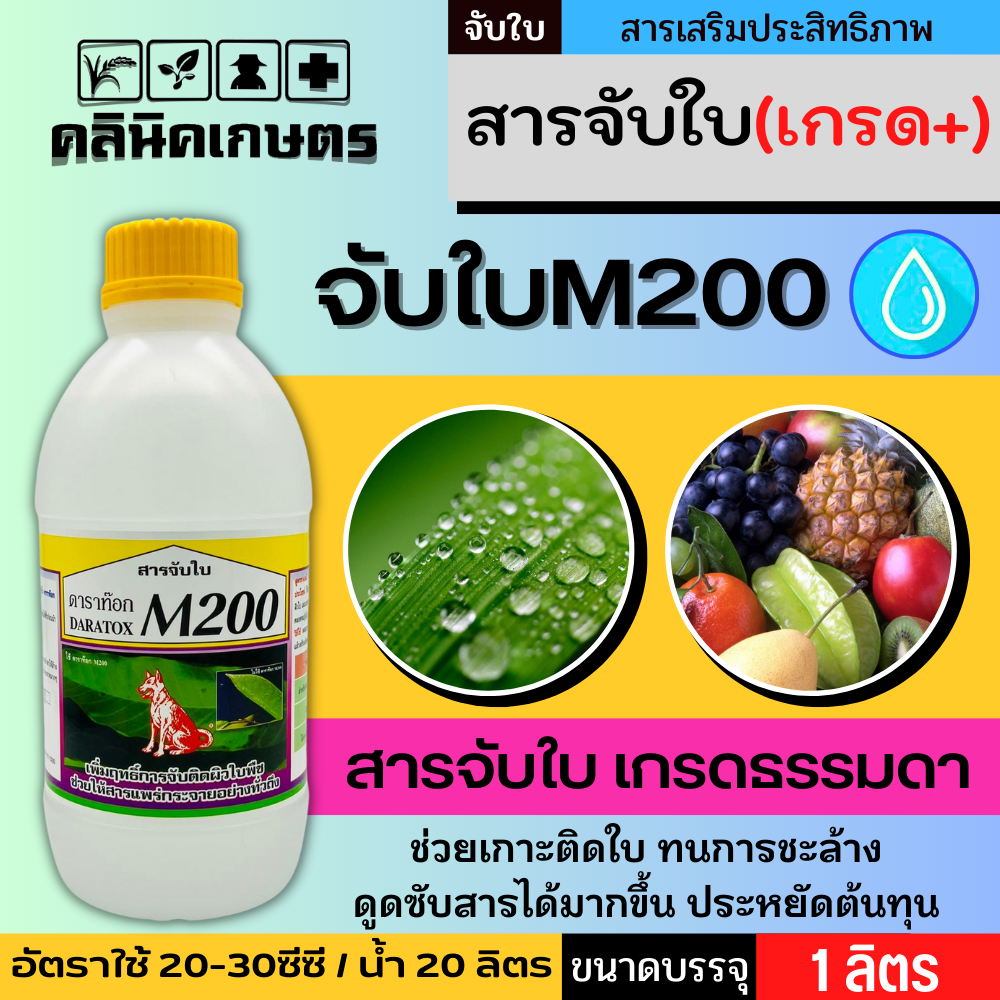 จับใบ
สารเสริมประสิทธิภาพ
คลินิคเกษตร
สารจับใบ(เกรด+)
จับใบM200
สารจับใบ
ดาราท๊อก
DARATOX
M200
ใช้ ดาราท๊อก M200
เพิ่มฤทธิ์การจับติดผิวใบพืช
ช่วยให้สารแพร่กระจายอย่างทั่วถึง
สารจับใบ เกรดธรรมดา
ช่วยเกาะติดใบ ทนการชะล้าง
ดูดซับสารได้มากขึ้น ประหยัดต้นทุน
อัตราใช้ 20-30ซีซี / น้ำ 20 ลิตร
ขนาดบรรจุ
1 ลิตร